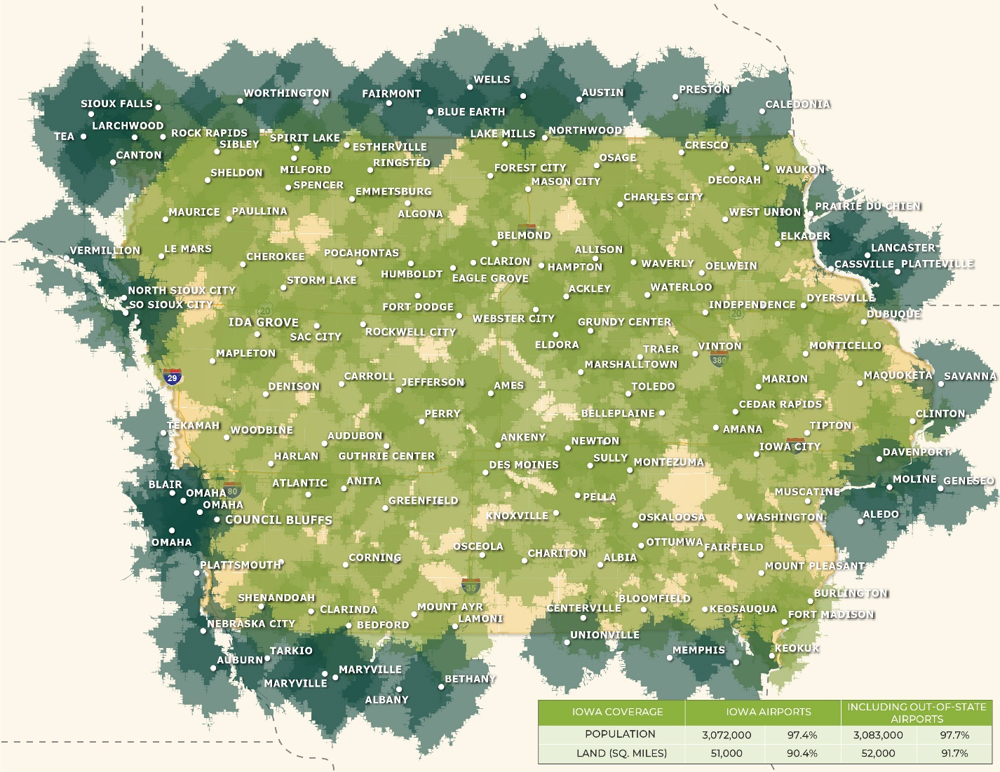 WELLS
WORTHINGTON
FAIRMONT
AUSTIN
PRESTON
SIOUX FALLS
BLUE EARTH
CALEDONIA
LARCHWOOD
TEA
ROCK RAPIDS
SPIRIT LAKE
LAKE MILLS
NORTHWOOD
SIBLEY
ESTHERVILLE
CRESCO
CANTON
OSAGE
RINGSTED
SHELDON
MILFORD
FOREST CITY
WAUKON
MASON CITY
DECORAH
SPENCER
EMMETSBURG
CHARLES CITY
MAURICE
PAULLINA
ALGONA
WEST UNION
PRAIRIE DU CHIEN
BELMOND
ELKADER
VERMILLION
LE MARS
CHEROKEE
POCAHONTAS
ALLISON
LANCASTER
HUMBOLDT
CLARION
HAMPTON
WAVERLY
OELWEIN
CASSVILLE
PLATTEVILLE
STORM LAKE
EAGLE GROVE
NORTH SIOUX CITY
ACKLEY
WATERLOO
SO SIOUX CITY
FORT DODGE
INDEPENDENCE
DYERSVILLE
20
20
WEBSTER CITY
DUBUQUE
IDA GROVE
SAC CITY
ROCKWELL CITY
GRUNDY CENTER
ELDORA
MAPLETON
TRAER
VINTON
MONTICELLO
380
MARSHALLTOWN
29
CARROLL
JEFFERSON
AMES
MARION
MAQUOKETA
SAVANNA
DENISON
TOLEDO
CEDAR RAPIDS
PERRY
BELLEPLAINE
CLINTON
TEKAMAH
WOODBINE
AMANA
TIPTON
AUDUBON
ANKENY
NEWTON
IOWA CITY
HARLAN
GUTHRIE CENTER
SULLY
DAVENPORT
DES MOINES
MONTEZUMA
BLAIR
ATLANTIC
ANITA
MOLINE
GENESEO
OMAHA
80
MUSCATINE
OMAHA
GREENFIELD
PELLA
COUNCIL BLUFFS
KNOXVILLE
OSKALOOSA
WASHINGTON
ALEDO
OMAHA
OSCEOLA
OTTUMWA
FAIRFIELD
CORNING
CHARITON
ALBIA
PLATTSMOUTH
MOUNT PLEASANT
35
SHENANDOAH
BLOOMFIELD
BURLINGTON
CLARINDA
MOUNT AYR
CENTERVILLE
KEOSAUQUA
FORT MADISON
NEBRASKA CITY
BEDFORD
LAMONI
UNIONVILLE
TARKIO
MEMPHIS
KEOKUK
AUBURN
MARYVILLE
MARYVILLE
BETHANY
ALBANY
IOWA COVERAGE IOWA AIRPORTS INCLUDING OUT-OF-STATE
AIRPORTS
POPULATION 3,072,000 97.4% 3,083,000 97.7%
LAND (SQ. MILES) 51,000 90.4% 52,000 91.7%